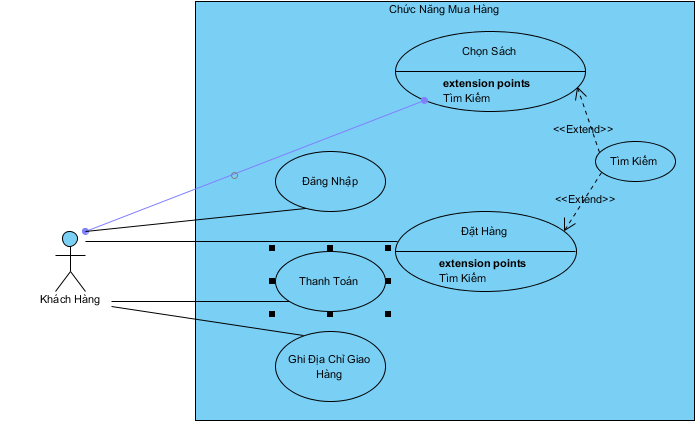 Chức Năng Mua Hàng
Chọn Sách
extension points
Tìm Kiếm
<<Extend>>
Tìm Kiếm
Đăng Nhập
<<Extend>>
Đặt Hàng
extension points
Tìm Kiếm
Thanh Toán
Khách Hàng
Ghi Địa Chỉ Giao
Hàng